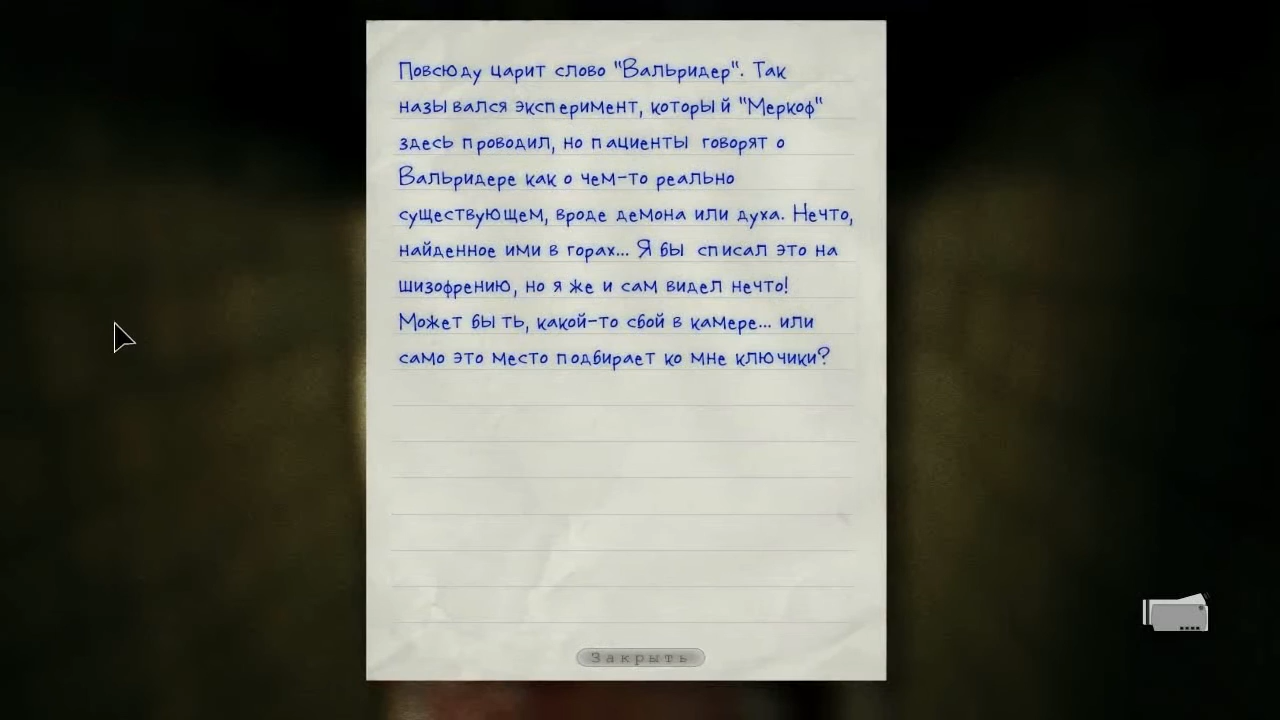 Повсюду царит слово "Вальридер". Так
назывался эксперимент, который "Меркоф"
здесь проводил, но пациенты говорят о
Вальридере как о чем-то реально
существующем, вроде демона или духа. Нечто,
найденное ими в горах... Я бы списал это на
шизофрению, но я же и сам видел нечто!
Может быть, какой-то сбой в камере... или
само это место подбирает ко мне ключики?
Закрыть